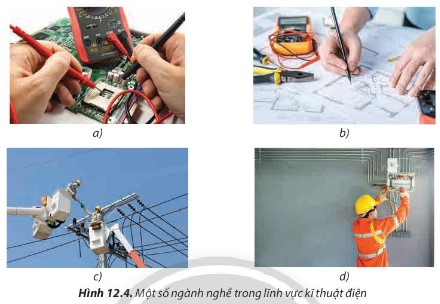 a)
b)
c)
d)
Hình 12.4. Một số ngành nghề trong lĩnh vực kĩ thuật điện